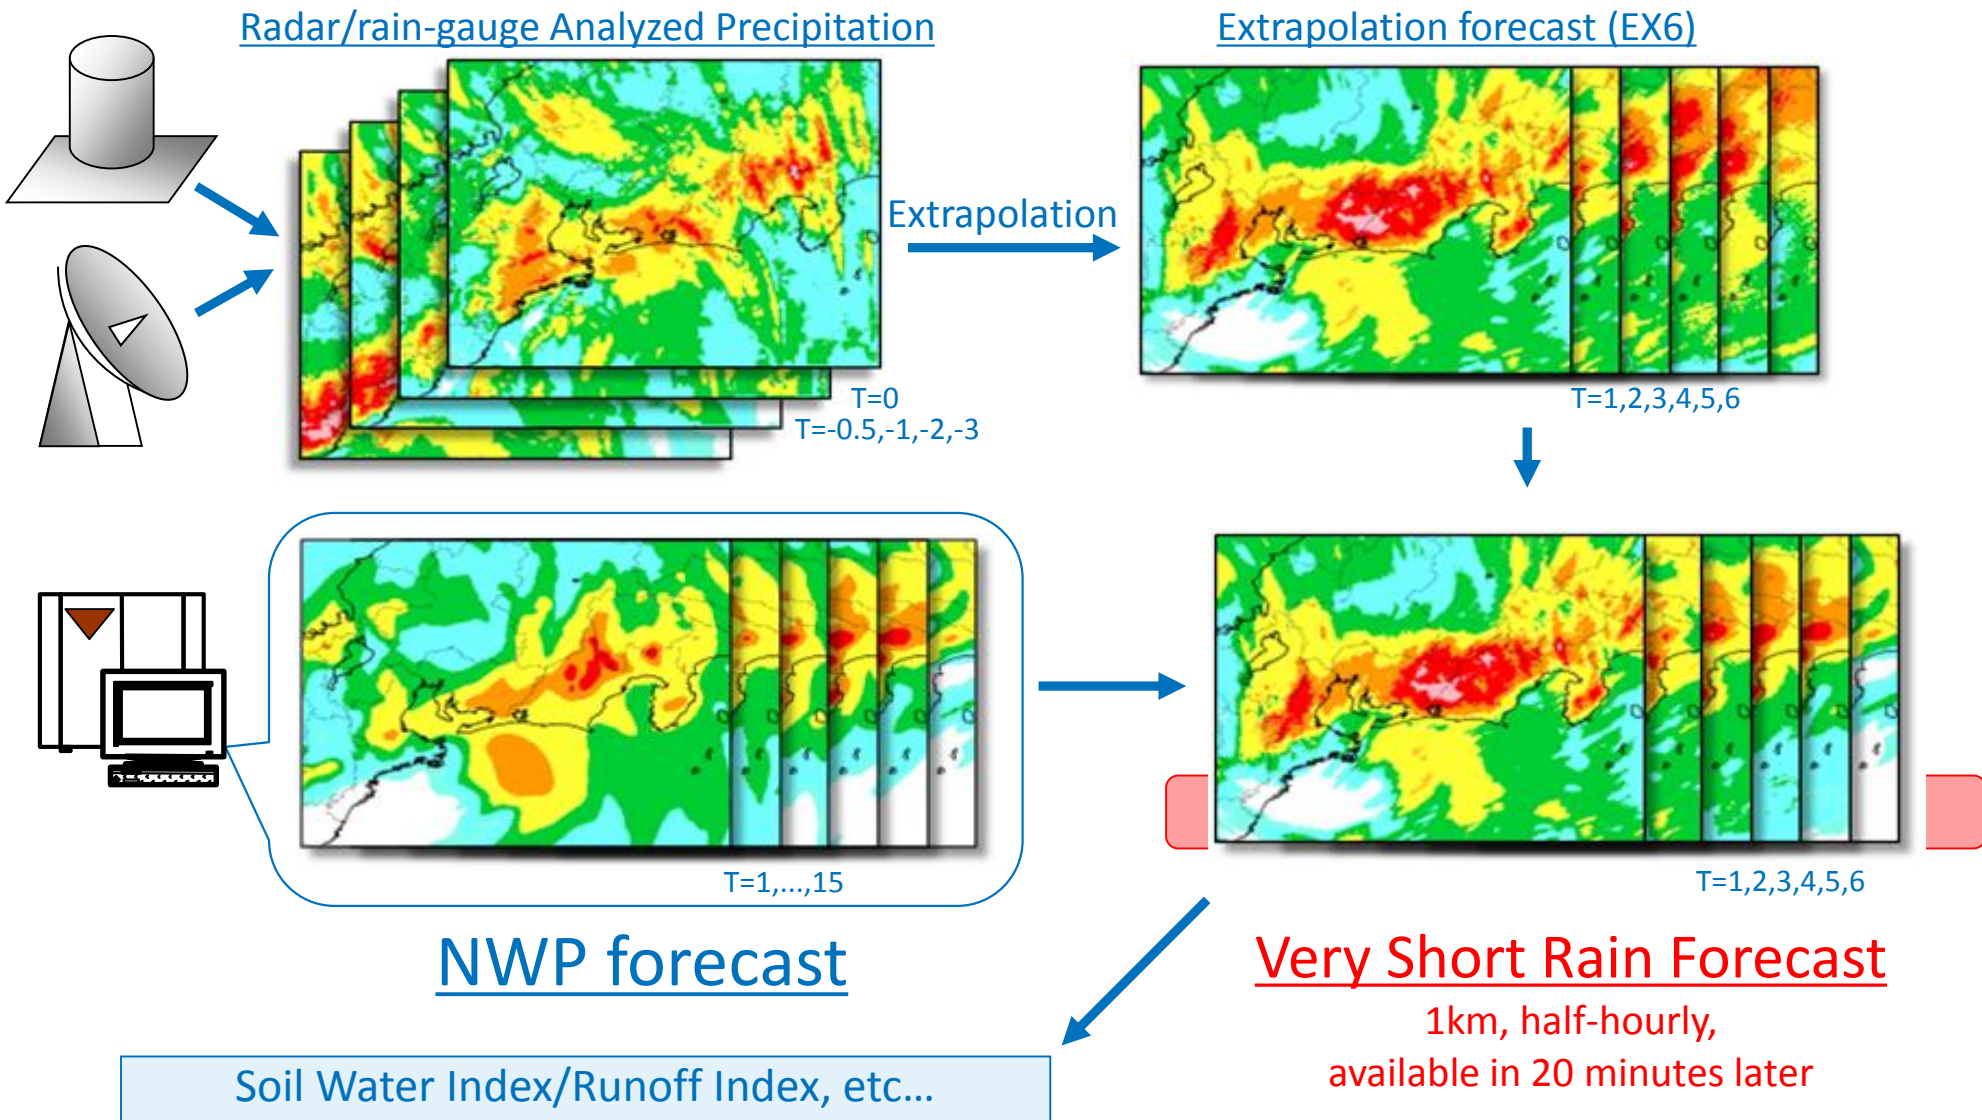 Radar/rain-gauge Analyzed Precipitation
Extrapolation forecast (EX6)
Extrapolation
T=0
T=-0.5,-1,-2,-3
T=1,2,3,4,5,6
T=1,...,15
T=1,2,3,4,5,6
NWP forecast
Very Short Rain Forecast
1km, half-hourly,
available in 20 minutes later
Soil Water Index/Runoff Index, etc...